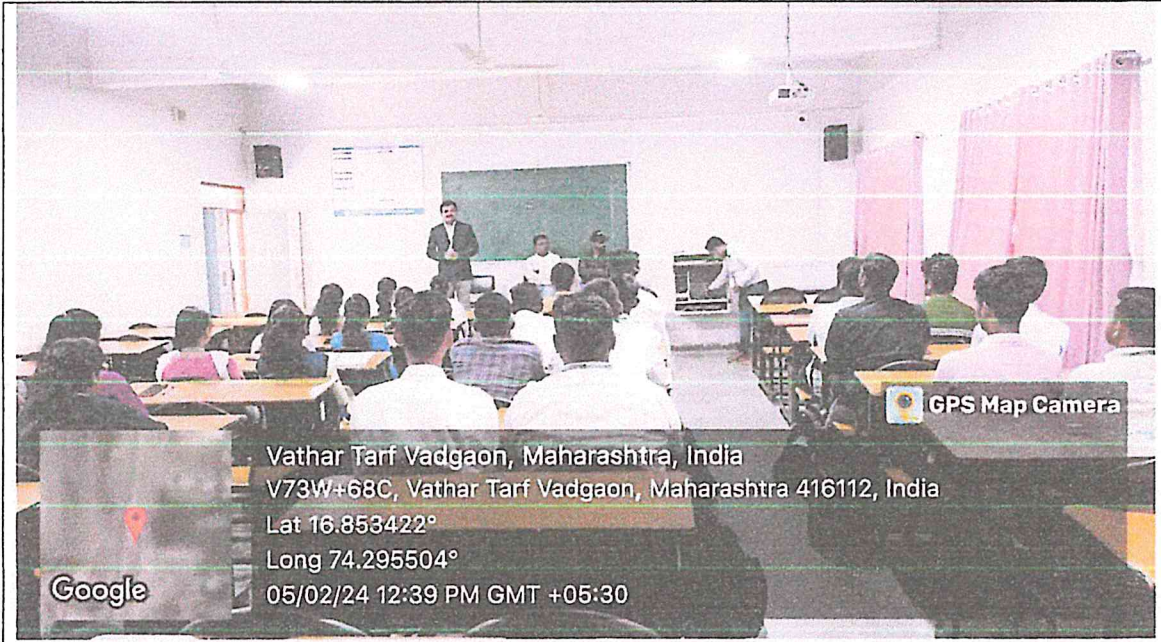 GPS Map Camera
Vathar Tarf Vadgaon, Maharashtra, India
V73W+68C, Vathar Tarf Vadgaon, Maharashtra 416112, India
Lat 16.853422°
Long 74.295504°
05/02/24 12:39 PM GMT +05:30
Google